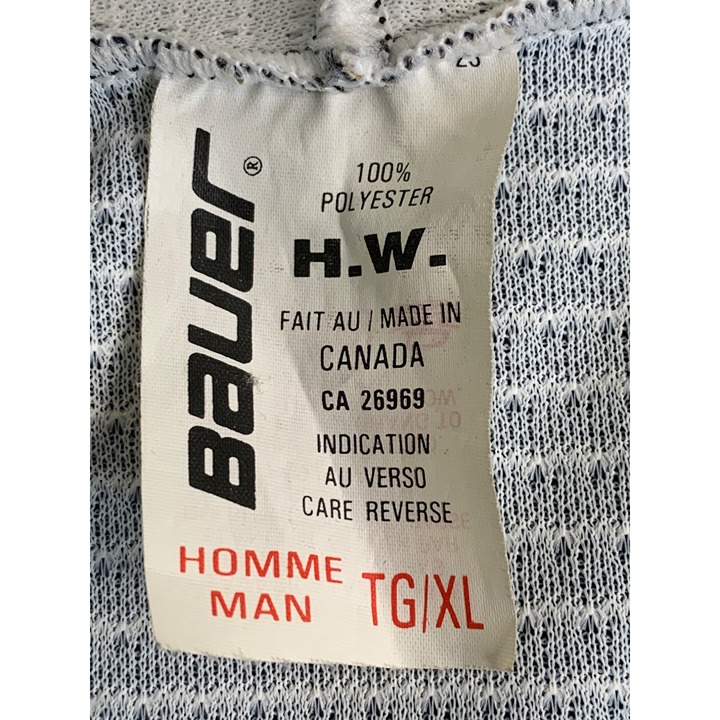 Bauer®
100%
POLYESTER
H.W.
FAIT AU / MADE IN
CANADA
CA 26969
INDICATION
AU VERSO
CARE REVERSE
HOMME
MAN
TG/XL